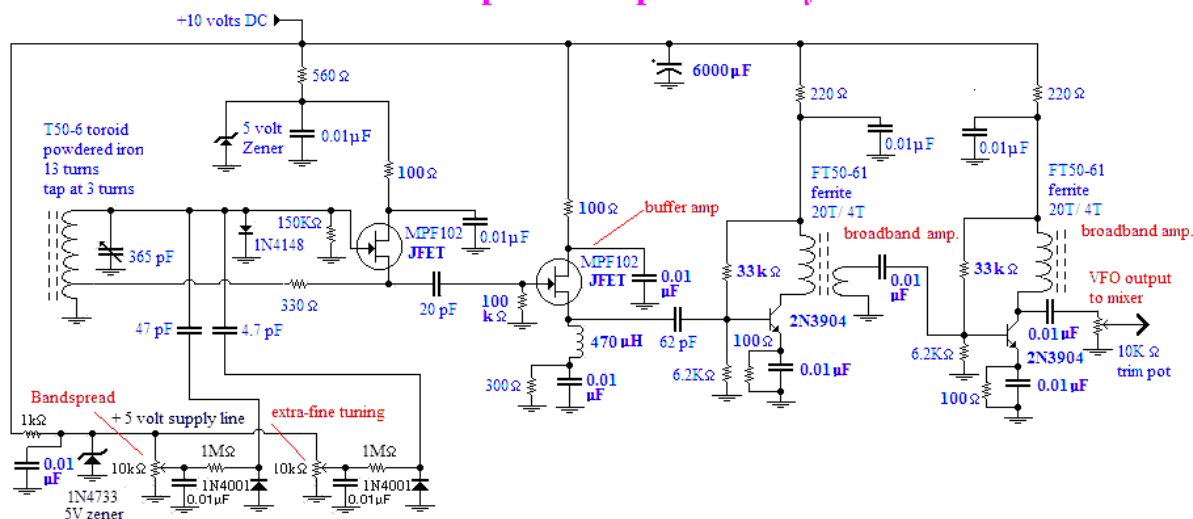 +10 volts DC
560 Ω
5 volt
Zener
0.01µF
6000µF
220 Ω
0.01µF
220 Ω
0.01µF
T50-6 toroid
powdered iron
13 turns
tap at 3 turns
100Ω
FT50-61
ferrite
20T/ 4T
FT50-61
ferrite
20T/ 4T
365 pF
1N4148
150KΩ
MPF102
JFET
0.01µF
100Ω
buffer amp
MPF102
JFET
0.01
µF
broadband amp.
broadband amp.
33k Ω
0.01
µF
33k Ω
VFO output
to mixer
330Ω
20 pF
100
k Ω
47 pF
4.7 pF
470 µH
62 pF
2N3904
100Ω
0.01µF
6.2KΩ
300Ω
0.01
µF
0.01µF
2N3904
6.2KΩ
10K Ω
trim pot
100Ω
0.01µF
Bandspread
+ 5 volt supply line
extra-fine tuning
1kΩ
0.01
µF
1N4733
5V zener
10kΩ
1MΩ
0.01µF
1N4001
10kΩ
1MΩ
0.01µF
1N4001